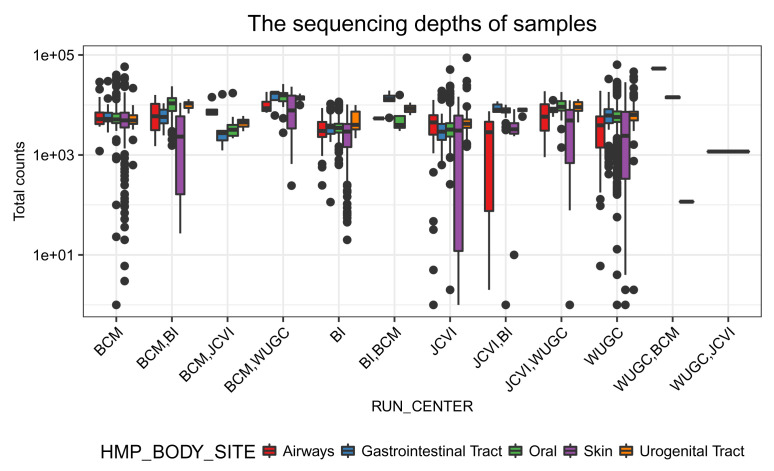 The sequencing depths of samples
Total counts
1e+05
1e+03
1e+01
BCM
BCM,BI
BCM,JCVI
BCM,WUGC
BI
BI,BCM
JCVI
JCVI,BI
JCVI,WUGC
WUGC
WUGC,BCM
WUGC,JCVI
RUN_CENTER
HMP_BODY_SITE Airways Gastrointestinal Tract Oral Skin Urogenital Tract